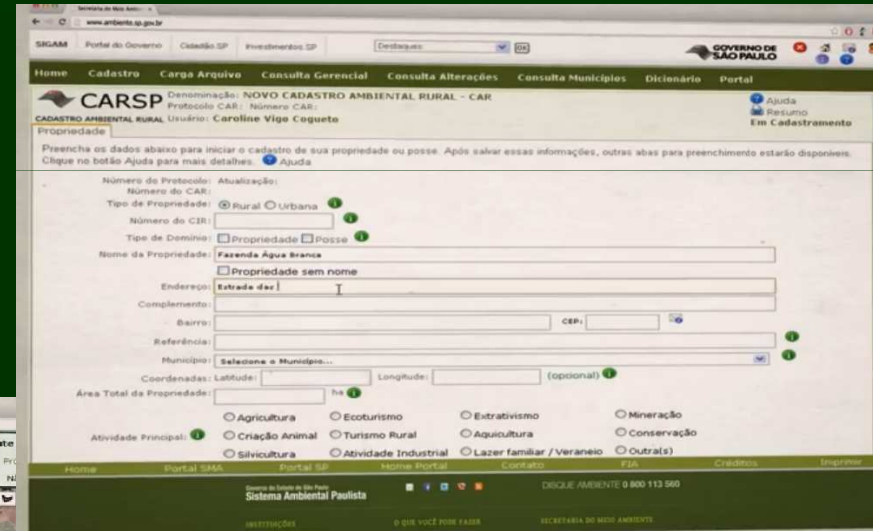 www.ambiente.sp.gov.br
SIGAM Portal do Governo Cidadão.SP Investimentos.SP Destaques OK GOVERNO DE SÃO PAULO
Home Cadastro Carga Arquivo Consulta Gerencial Consulta Alterações Consulta Municípios Dicionário Portal
CARSP
CADASTRO AMBIENTAL RURAL
Denominação: NOVO CADASTRO AMBIENTAL RURAL - CAR
Protocolo CAR: Número CAR:
Usuário: Caroline Vigo Cogueto
Ajuda
Resumo
Em Cadastramento
Propriedade
Preencha os dados abaixo para iniciar o cadastro de sua propriedade ou posse. Após salvar essas informações, outras abas para preenchimento estarão disponíveis.
Clique no botão Ajuda para mais detalhes. Ajuda
Número do Protocolo: Atualização:
Número do CAR:
Tipo de Propriedade: Rural Urbana
Número do CIR:
Tipo de Domínio: Propriedade Posse
Nome da Propriedade: Fazenda Água Branca
Propriedade sem nome
Endereço: Estrada dar
Complemento:
Bairro: CEP:
Referência:
Município: Selecione o Município...
Coordenadas: Latitude: Longitude: (opcional)
Área Total da Propriedade: ha
Agricultura Ecoturismo Extrativismo Mineração
Atividade Principal: Criação Animal Turismo Rural Aquicultura Conservação
Silvicultura Atividade Industrial Lazer familiar / Veraneio Outra(s)
Home Portal SMA Portal SP Home Portal Contato FIA Créditos Imprimir
Governo do Estado de São Paulo
Sistema Ambiental Paulista
DISQUE AMBIENTE 0 800 113 560
INSTITUIÇÕES O QUE VOCÊ PODE FAZER SECRETARIA DO MEIO AMBIENTE